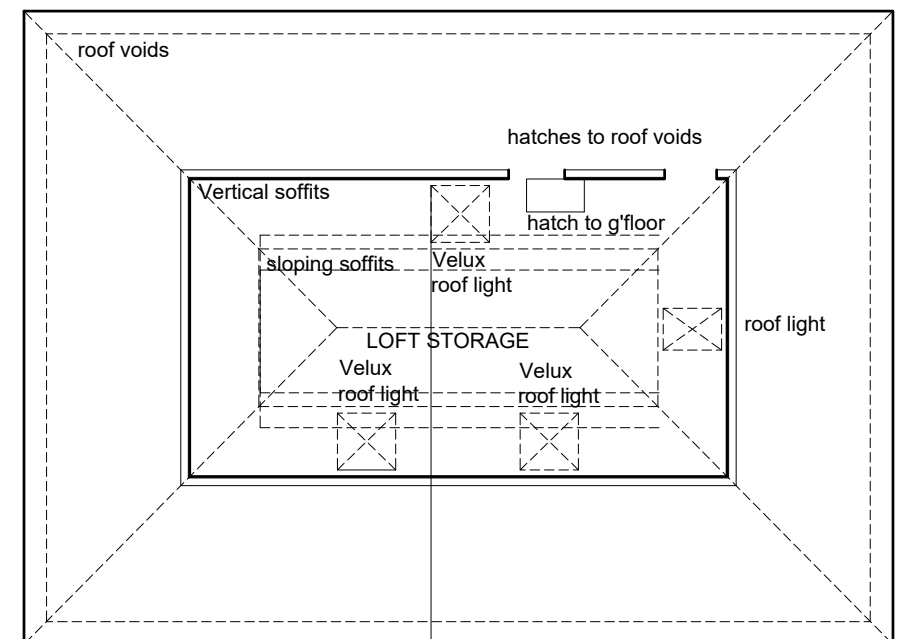 roof voids
hatches to roof voids
Vertical soffits
hatch to g'floor
sloping soffits
Velux
roof light
roof light
LOFT STORAGE
Velux
roof light
Velux
roof light